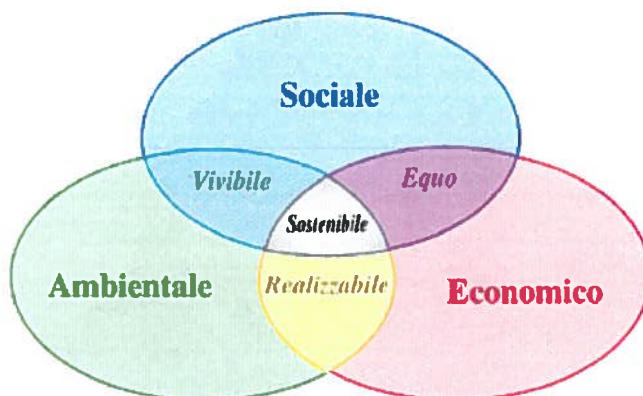 Sociale
Vivibile
Equo
Sostenibile
Ambientale
Realizzabile
Economico